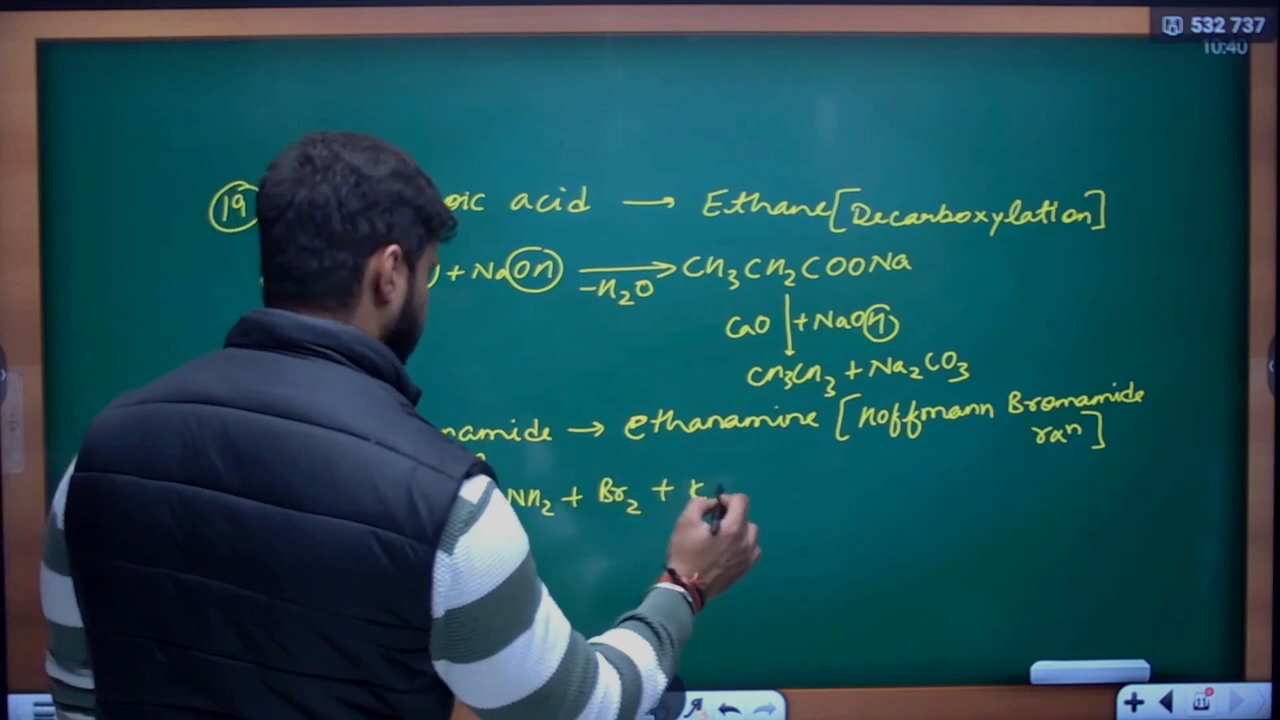 532 737
10:40
19 oic acid → Ethane [Decarboxylation]
+ NaOH → CH3CH2COONa
-H2O
CaO + NaOH
CH3CH3 + Na2CO3
namide → ethanamine [Hoffmann Bromamide
raⁿ]
NH2 + Br2 + K